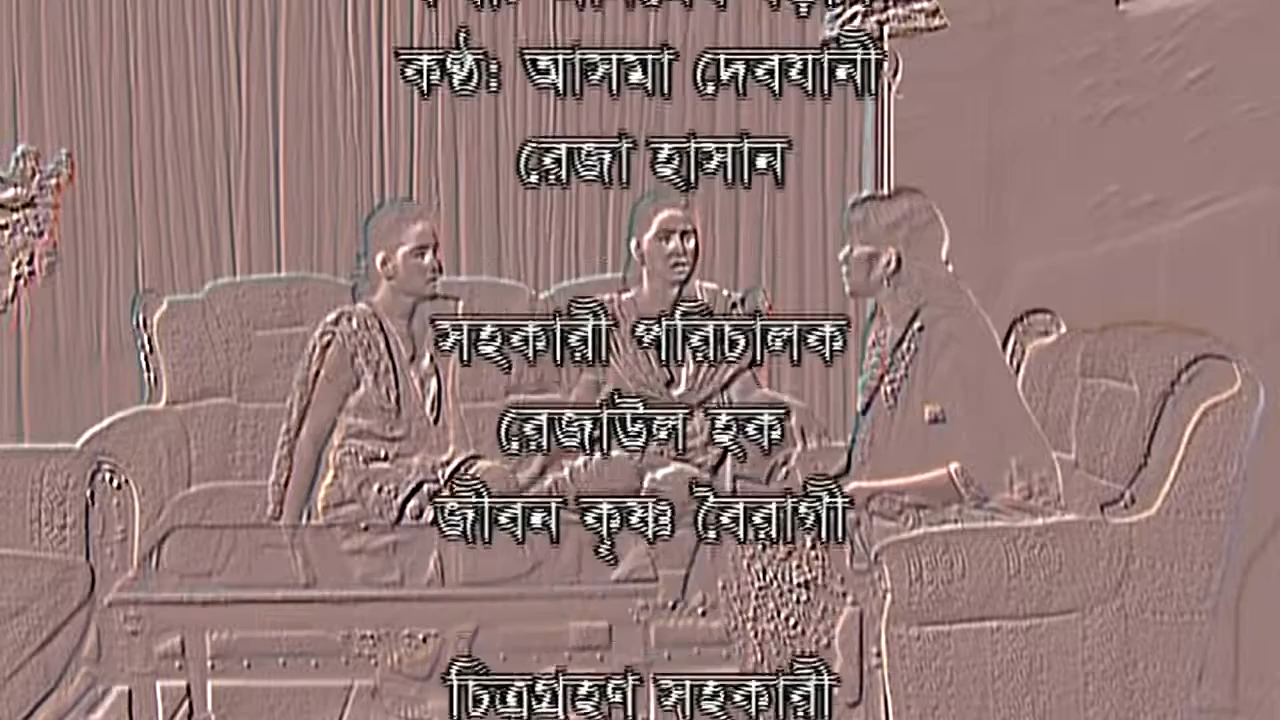 কণ্ঠ: আসমা দেবযানী
রেজা হাসান
সহকারী পরিচালক
রেজাউল হক
জীবন কৃষ্ণ বৈরাগী
চিত্রগ্রহণ সহকারী